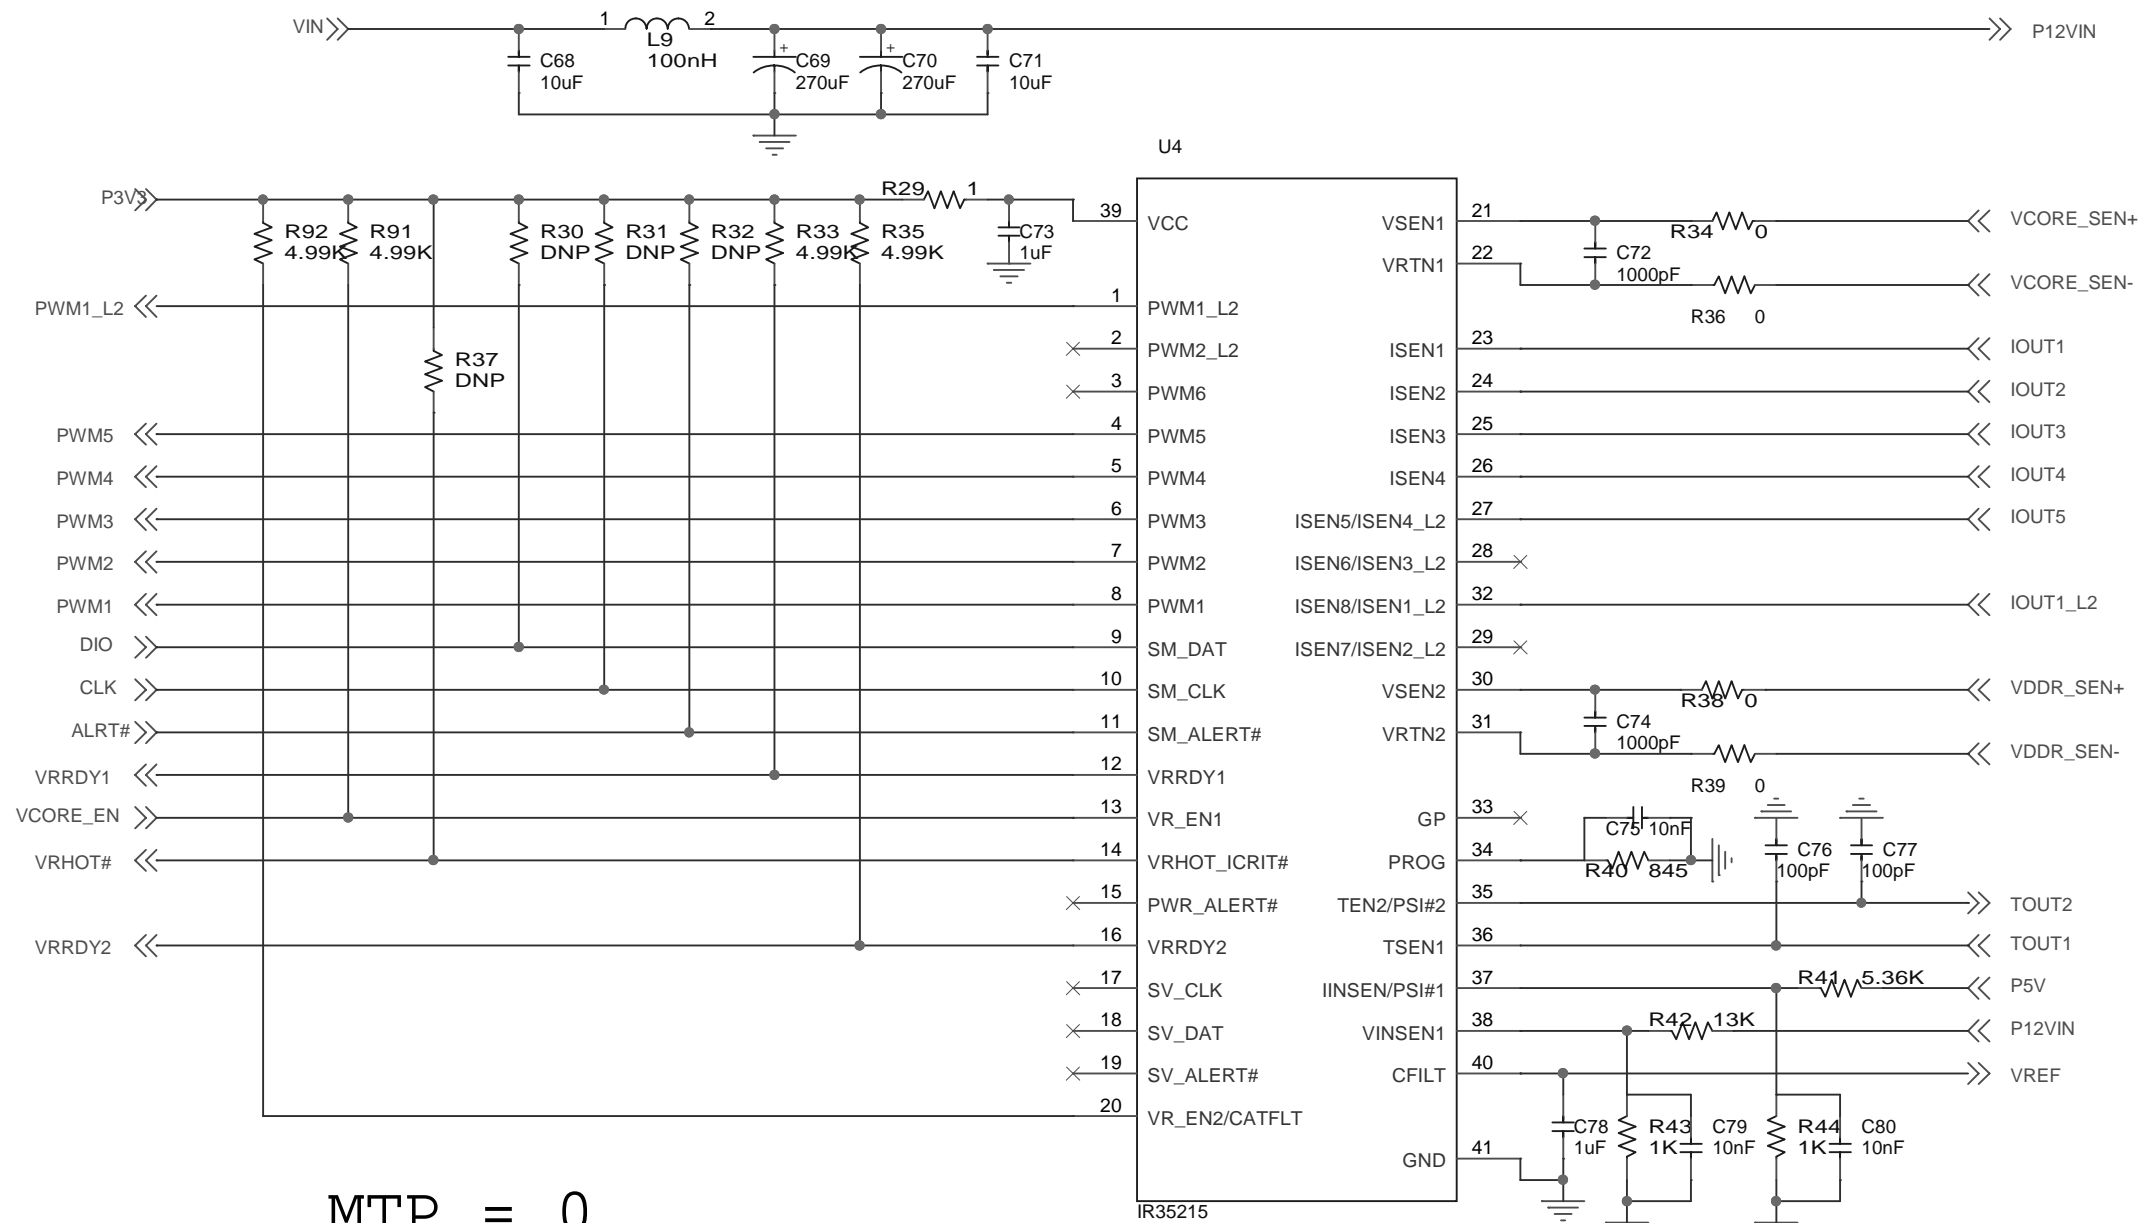 VIN
1
2
L9
100nH
C68
10uF
C69
270uF
C70
270uF
C71
10uF
+
+
P12VIN
U4
P3V3
R92
4.99K
R91
4.99K
R30
DNP
R31
DNP
R32
DNP
R33
4.99K
R35
4.99K
R29
1
C73
1uF
R37
DNP
PWM1_L2
PWM5
PWM4
PWM3
PWM2
PWM1
DIO
CLK
ALRT#
VRRDY1
VCORE_EN
VRHOT#
VRRDY2
39 VCC
1 PWM1_L2
2 PWM2_L2
3 PWM6
4 PWM5
5 PWM4
6 PWM3
7 PWM2
8 PWM1
9 SM_DAT
10 SM_CLK
11 SM_ALERT#
12 VRRDY1
13 VR_EN1
14 VRHOT_ICRIT#
15 PWR_ALERT#
16 VRRDY2
17 SV_CLK
18 SV_DAT
19 SV_ALERT#
20 VR_EN2/CATFLT
VSEN1 21
VRTN1 22
ISEN1 23
ISEN2 24
ISEN3 25
ISEN4 26
ISEN5/ISEN4_L2 27
ISEN6/ISEN3_L2 28
ISEN8/ISEN1_L2 32
ISEN7/ISEN2_L2 29
VSEN2 30
VRTN2 31
GP 33
PROG 34
TEN2/PSI#2 35
TSEN1 36
IINSEN/PSI#1 37
VINSEN1 38
CFILT 40
GND 41
IR35215
R34 0
C72
1000pF
R36 0
R38 0
C74
1000pF
R39 0
C75 10nF
R40 845
C76
100pF
C77
100pF
R41 5.36K
R42 13K
C78
1uF
R43
1K
C79
10nF
R44
1K
C80
10nF
VCORE_SEN+
VCORE_SEN-
IOUT1
IOUT2
IOUT3
IOUT4
IOUT5
IOUT1_L2
VDDR_SEN+
VDDR_SEN-
TOUT2
TOUT1
P5V
P12VIN
VREF
MTP = 0